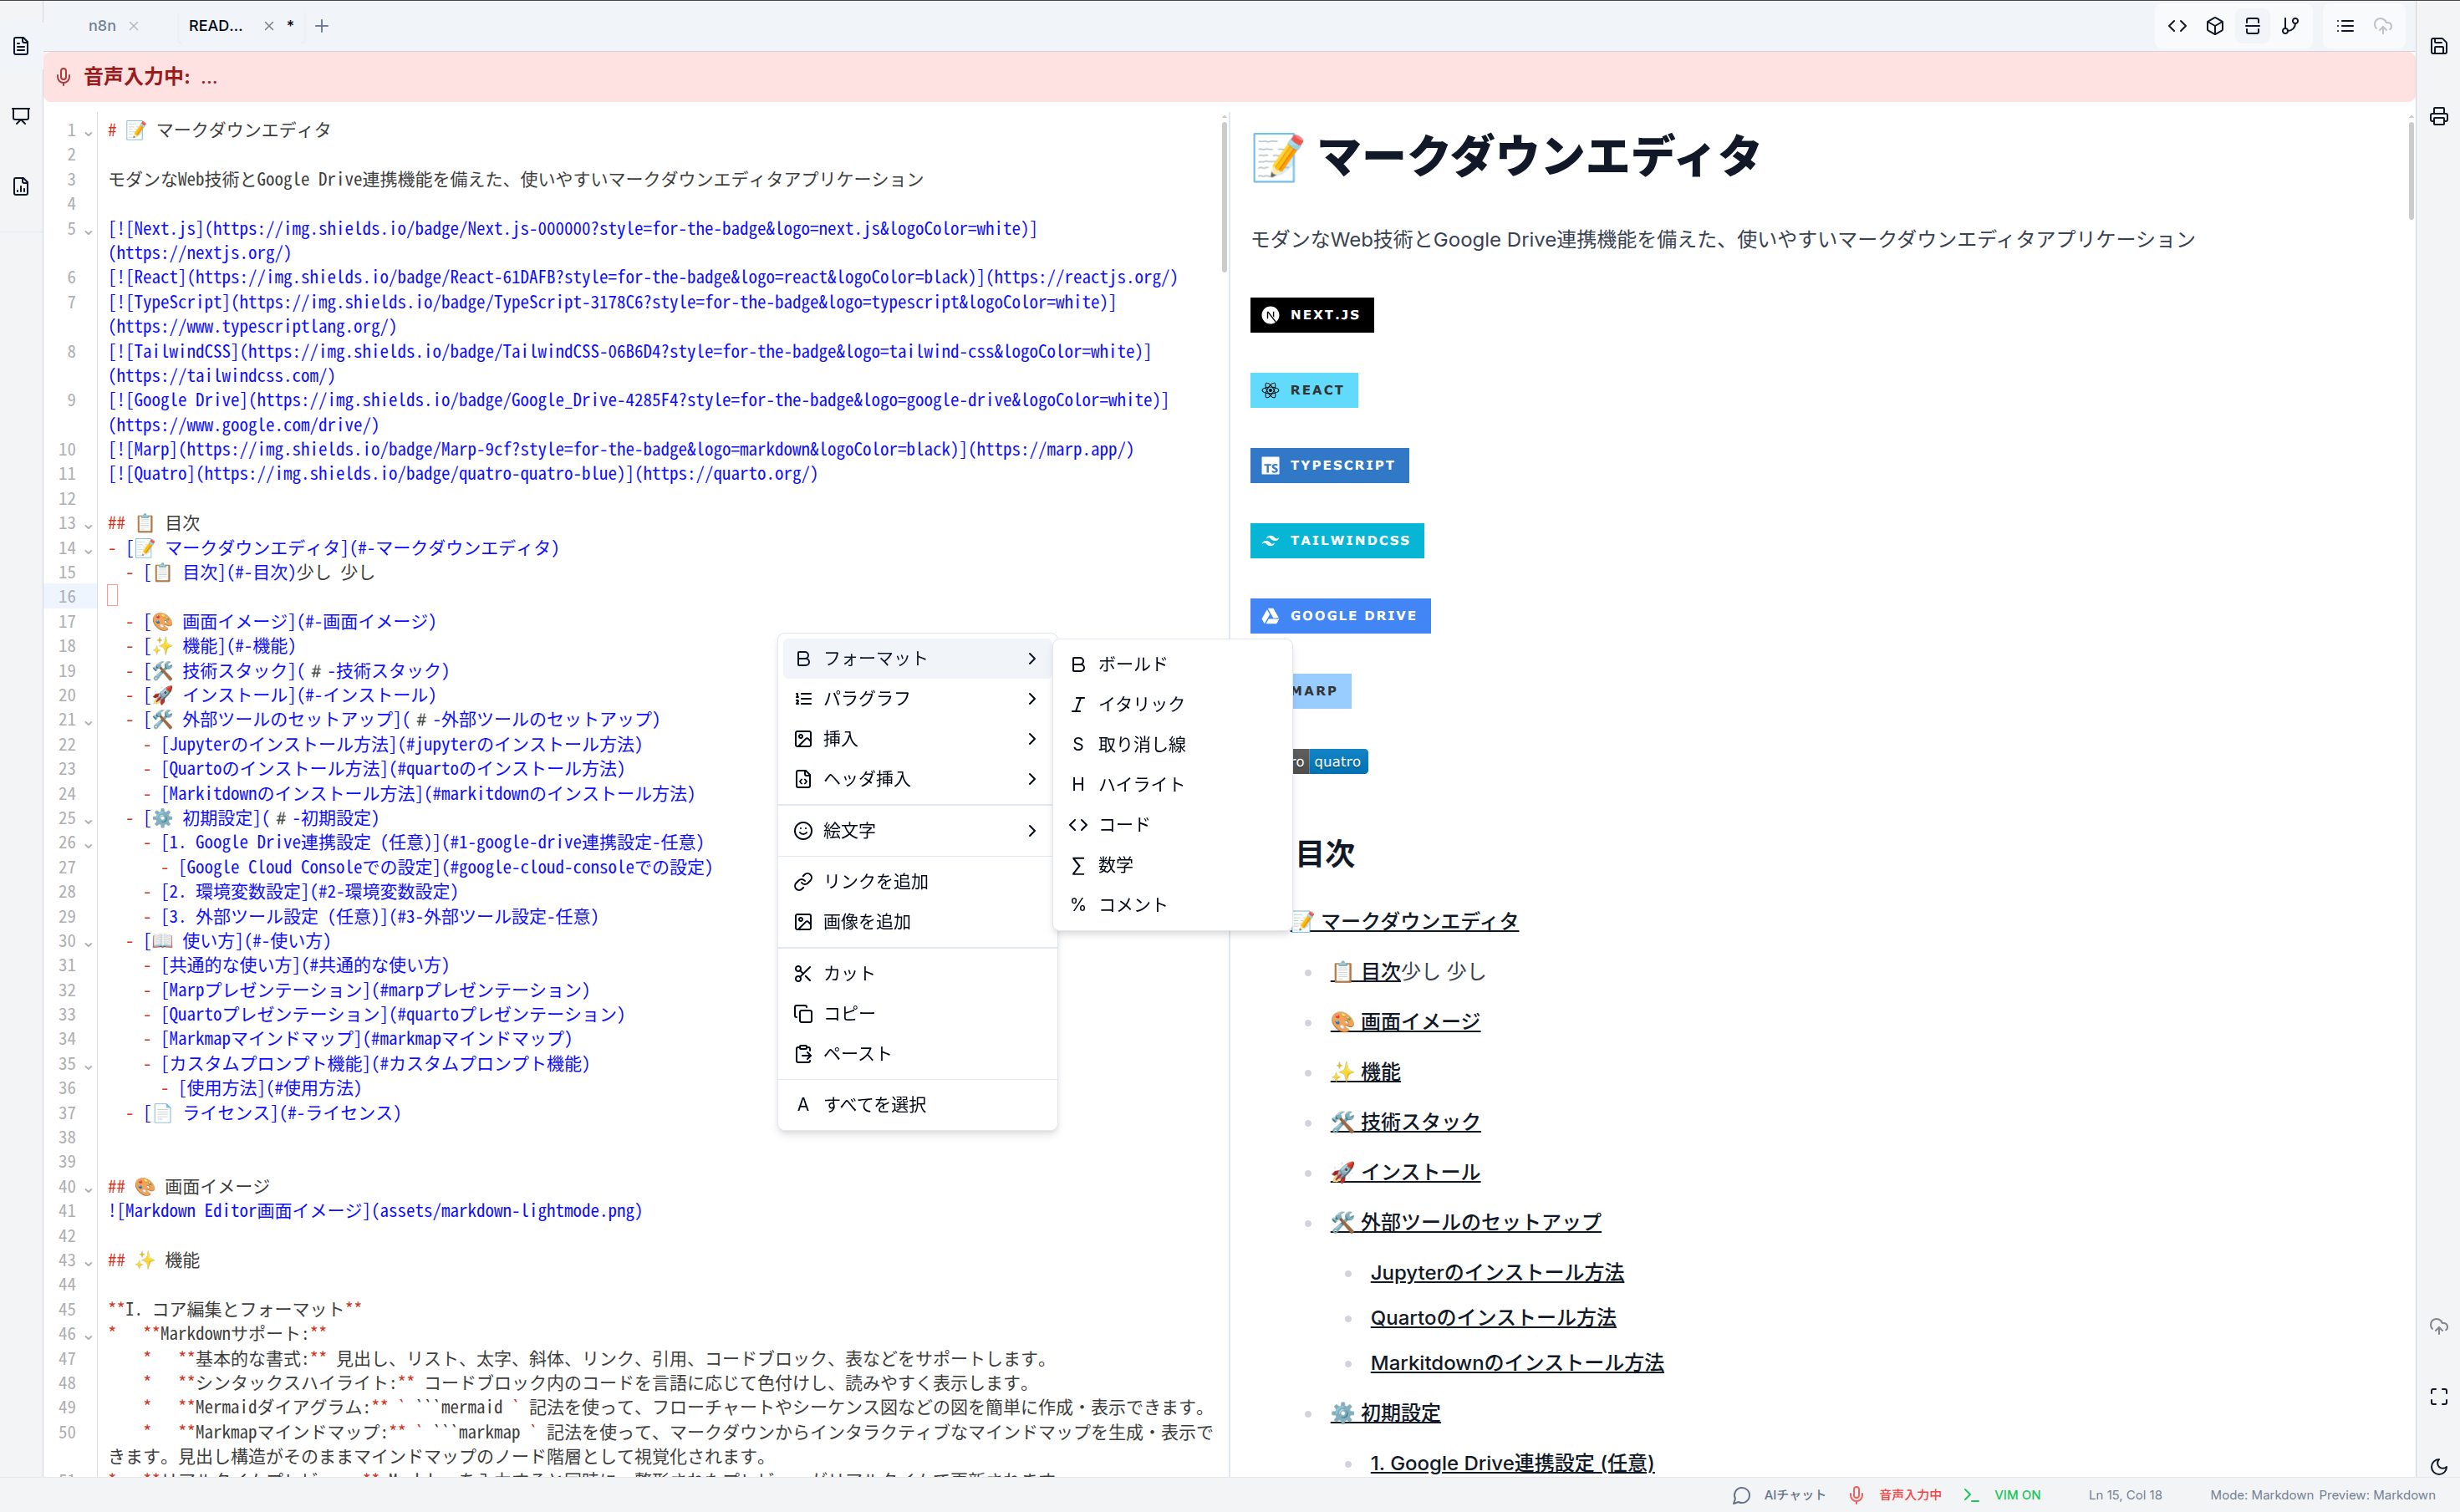 n8n
READ... *
音声入力中: ...
1 # 📝 マークダウンエディタ
2
3 モダンなWeb技術とGoogle Drive連携機能を備えた、使いやすいマークダウンエディタアプリケーション
4
5 [![Next.js](https://img.shields.io/badge/Next.js-000000?style=for-the-badge&logo=next.js&logoColor=white)]
(https://nextjs.org/)
6 [![React](https://img.shields.io/badge/React-61DAFB?style=for-the-badge&logo=react&logoColor=black)](https://reactjs.org/)
7 [![TypeScript](https://img.shields.io/badge/TypeScript-3178C6?style=for-the-badge&logo=typescript&logoColor=white)]
(https://www.typescriptlang.org/)
8 [![TailwindCSS](https://img.shields.io/badge/TailwindCSS-06B6D4?style=for-the-badge&logo=tailwind-css&logoColor=white)]
(https://tailwindcss.com/)
9 [![Google Drive](https://img.shields.io/badge/Google_Drive-4285F4?style=for-the-badge&logo=google-drive&logoColor=white)]
(https://www.google.com/drive/)
10 [![Marp](https://img.shields.io/badge/Marp-9cf?style=for-the-badge&logo=markdown&logoColor=black)](https://marp.app/)
11 [![Quatro](https://img.shields.io/badge/quatro-quatro-blue)](https://quarto.org/)
12
13 ## 📋 目次
14 - [📝 マークダウンエディタ](#-マークダウンエディタ)
15 - [📋 目次](#-目次)少し 少し
16
17 - [🎨 画面イメージ](#-画面イメージ)
18 - [✨ 機能](#-機能)
19 - [🛠️ 技術スタック](#-技術スタック)
20 - [🚀 インストール](#-インストール)
21 - [🛠️ 外部ツールのセットアップ](#-外部ツールのセットアップ)
22 - [Jupyterのインストール方法](#jupyterのインストール方法)
23 - [Quartoのインストール方法](#quartoのインストール方法)
24 - [Markitdownのインストール方法](#markitdownのインストール方法)
25 - [⚙️ 初期設定](#-初期設定)
26 - [1. Google Drive連携設定 (任意)](#1-google-drive連携設定-任意)
27 - [Google Cloud Consoleでの設定](#google-cloud-consoleでの設定)
28 - [2. 環境変数設定](#2-環境変数設定)
29 - [3. 外部ツール設定 (任意)](#3-外部ツール設定-任意)
30 - [📖 使い方](#-使い方)
31 - [共通的な使い方](#共通的な使い方)
32 - [Marpプレゼンテーション](#marpプレゼンテーション)
33 - [Quartoプレゼンテーション](#quartoプレゼンテーション)
34 - [Markmapマインドマップ](#markmapマインドマップ)
35 - [カスタムプロンプト機能](#カスタムプロンプト機能)
36 - [使用方法](#使用方法)
37 - [📄 ライセンス](#-ライセンス)
38
39
40 ## 🎨 画面イメージ
41 ![Markdown Editor画面イメージ](assets/markdown-lightmode.png)
42
43 ## ✨ 機能
44
45 **I. コア編集とフォーマット**
46 * **Markdownサポート:**
47 * **基本的な書式:** 見出し、リスト、太字、斜体、リンク、引用、コードブロック、表などをサポートします。
48 * **シンタックスハイライト:** コードブロック内のコードを言語に応じて色付けし、読みやすく表示します。
49 * **Mermaidダイアグラム:** ` ```mermaid ` 記法を使って、フローチャートやシーケンス図などの図を簡単に作成・表示できます。
50 * **Markmapマインドマップ:** ` ```markmap ` 記法を使って、マークダウンからインタラクティブなマインドマップを生成・表示で
きます。見出し構造がそのままマインドマップのノード階層として視覚化されます。
フォーマット
パラグラフ
挿入
ヘッダ挿入
絵文字
リンクを追加
画像を追加
カット
コピー
ペースト
すべてを選択
ボールド
イタリック
取り消し線
ハイライト
コード
数学
コメント
📝 マークダウンエディタ
モダンなWeb技術とGoogle Drive連携機能を備えた、使いやすいマークダウンエディタアプリケーション
NEXT.JS
REACT
TYPESCRIPT
TAILWINDCSS
GOOGLE DRIVE
MARP
ro quatro
目次
📝 マークダウンエディタ
📋 目次少し 少し
🎨 画面イメージ
✨ 機能
🛠️ 技術スタック
🚀 インストール
🛠️ 外部ツールのセットアップ
Jupyterのインストール方法
Quartoのインストール方法
Markitdownのインストール方法
⚙️ 初期設定
1. Google Drive連携設定 (任意)
AIチャット 音声入力中 VIM ON Ln 15, Col 18 Mode: Markdown Preview: Markdown